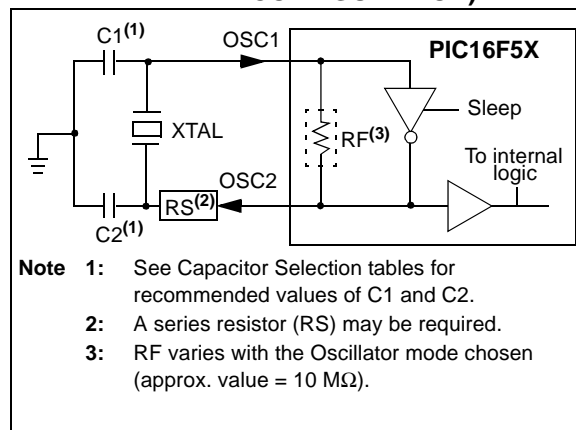 C1(1)
OSC1
PIC16F5X
Sleep
XTAL
RF(3)
To internal
logic
OSC2
RS(2)
C2(1)
Note 1: See Capacitor Selection tables for
recommended values of C1 and C2.
2: A series resistor (RS) may be required.
3: RF varies with the Oscillator mode chosen
(approx. value = 10 MΩ).